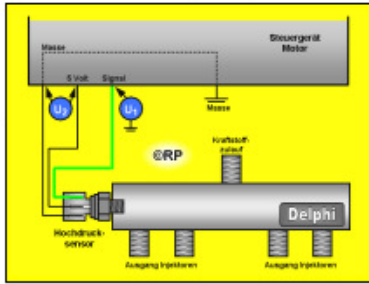 Steuergerät
Motor
Masse
5 Volt
Signal
U2
U1
Masse
©RP
Kraftstoff-
zulauf
Delphi
Hochdruck-
sensor
Ausgang Injektoren
Ausgang Injektoren